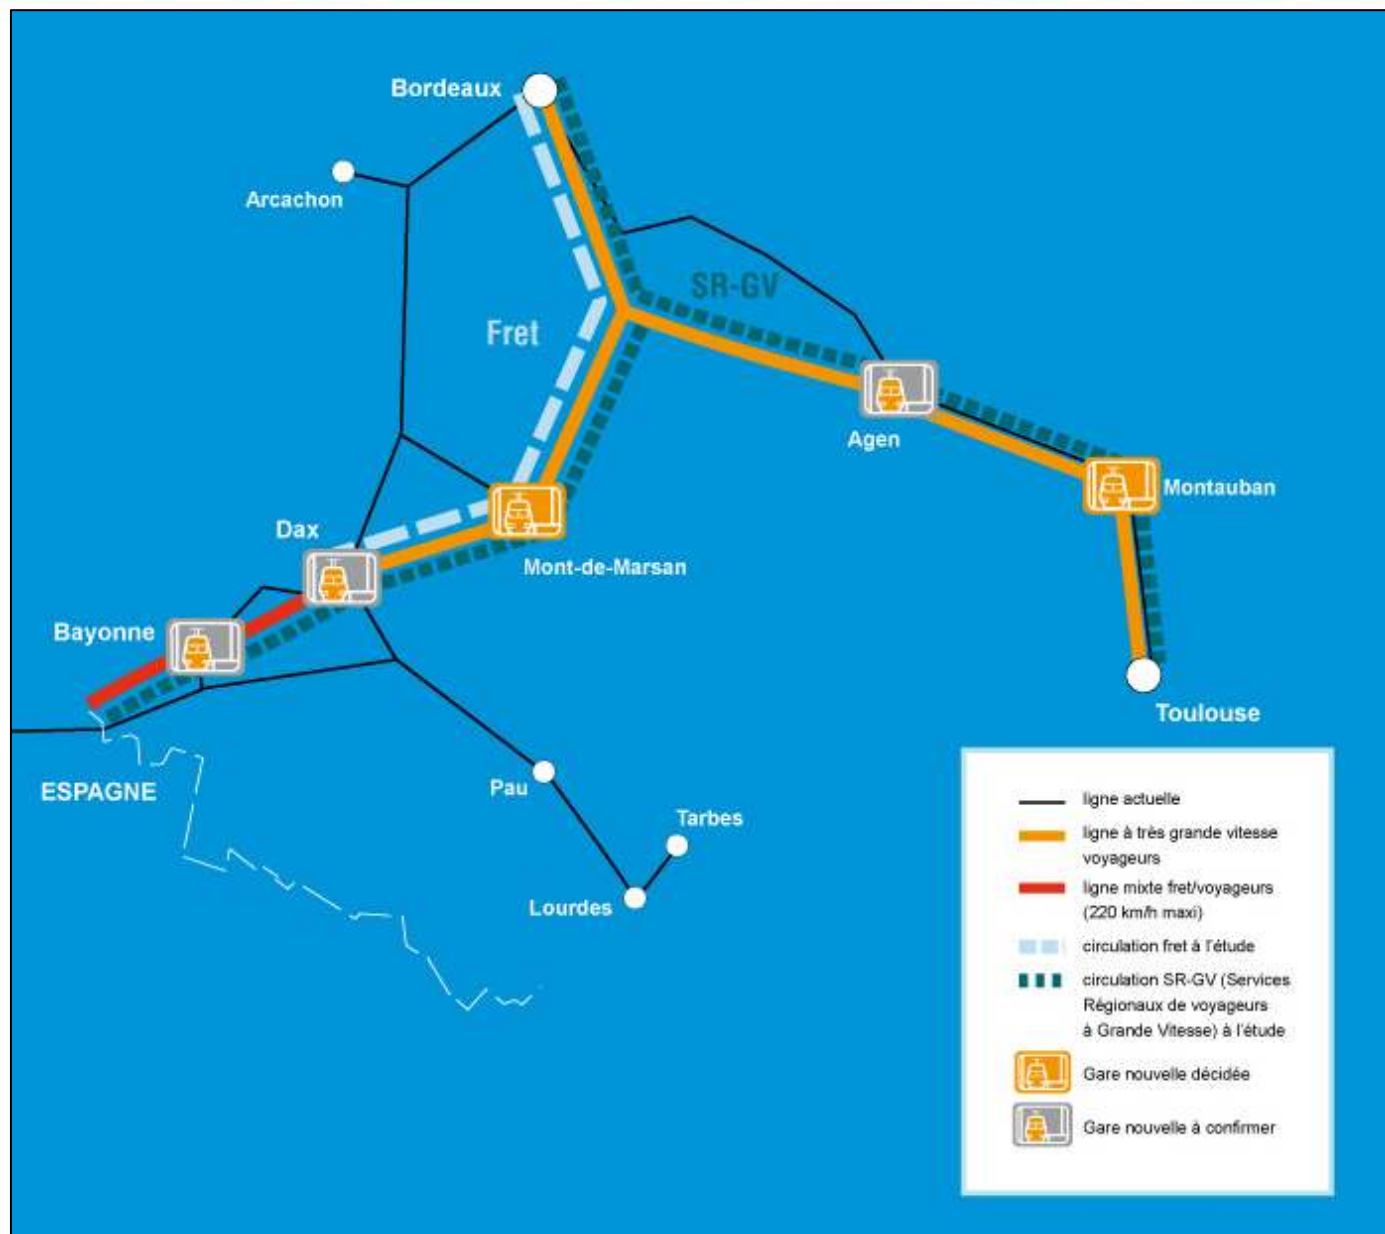 Bordeaux
Arcachon
SR-GV
Fret
Agen
Montauban
Dax
Mont-de-Marsan
Bayonne
Toulouse
ESPAGNE
Pau
Tarbes
Lourdes
ligne actuelle
ligne à très grande vitesse
voyageurs
ligne mixte fret/voyageurs
(220 km/h maxi)
circulation fret à l'étude
circulation SR-GV (Services
Régionaux de voyageurs
à Grande Vitesse) à l'étude
Gare nouvelle décidée
Gare nouvelle à confirmer